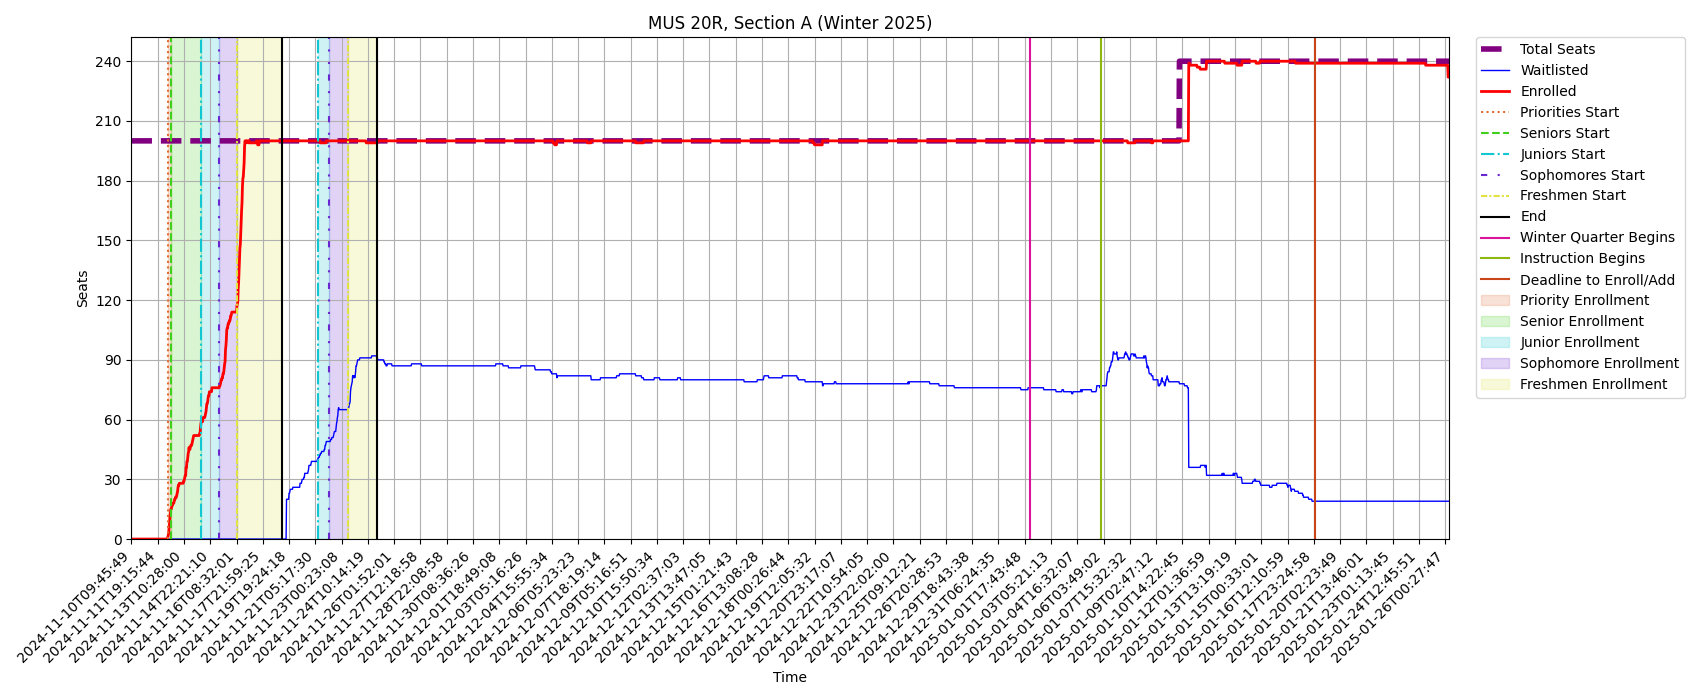 MUS 20R, Section A (Winter 2025)
Seats
240
210
180
150
120
90
60
30
0
2024-11-10T09:45:49
2024-11-11T19:15:44
2024-11-13T10:28:00
2024-11-14T22:21:10
2024-11-16T08:32:01
2024-11-17T21:59:25
2024-11-19T19:24:18
2024-11-21T05:17:30
2024-11-23T00:23:08
2024-11-24T10:14:19
2024-11-26T01:52:01
2024-11-27T12:18:58
2024-11-28T22:08:56
2024-11-30T08:36:26
2024-12-01T18:49:08
2024-12-03T05:16:26
2024-12-04T14:55:34
2024-12-06T05:23:23
2024-12-07T18:19:14
2024-12-09T05:16:51
2024-12-10T15:50:34
2024-12-12T02:37:03
2024-12-13T13:47:05
2024-12-15T01:21:43
2024-12-16T13:08:28
2024-12-18T00:26:44
2024-12-19T12:05:32
2024-12-20T23:17:07
2024-12-22T10:54:05
2024-12-23T22:02:00
2024-12-25T09:12:21
2024-12-26T20:28:53
2024-12-29T18:43:38
2024-12-31T06:24:35
2025-01-01T17:43:48
2025-01-03T05:21:13
2025-01-04T16:32:07
2025-01-06T03:49:02
2025-01-07T15:32:32
2025-01-09T02:47:12
2025-01-10T14:22:45
2025-01-12T01:36:59
2025-01-13T13:19:19
2025-01-15T00:33:01
2025-01-16T12:10:59
2025-01-17T23:24:58
2025-01-20T02:23:49
2025-01-21T13:46:01
2025-01-23T01:13:45
2025-01-24T12:45:51
2025-01-26T00:27:47
Time
Total Seats
Waitlisted
Enrolled
Priorities Start
Seniors Start
Juniors Start
Sophomores Start
Freshmen Start
End
Winter Quarter Begins
Instruction Begins
Deadline to Enroll/Add
Priority Enrollment
Senior Enrollment
Junior Enrollment
Sophomore Enrollment
Freshmen Enrollment